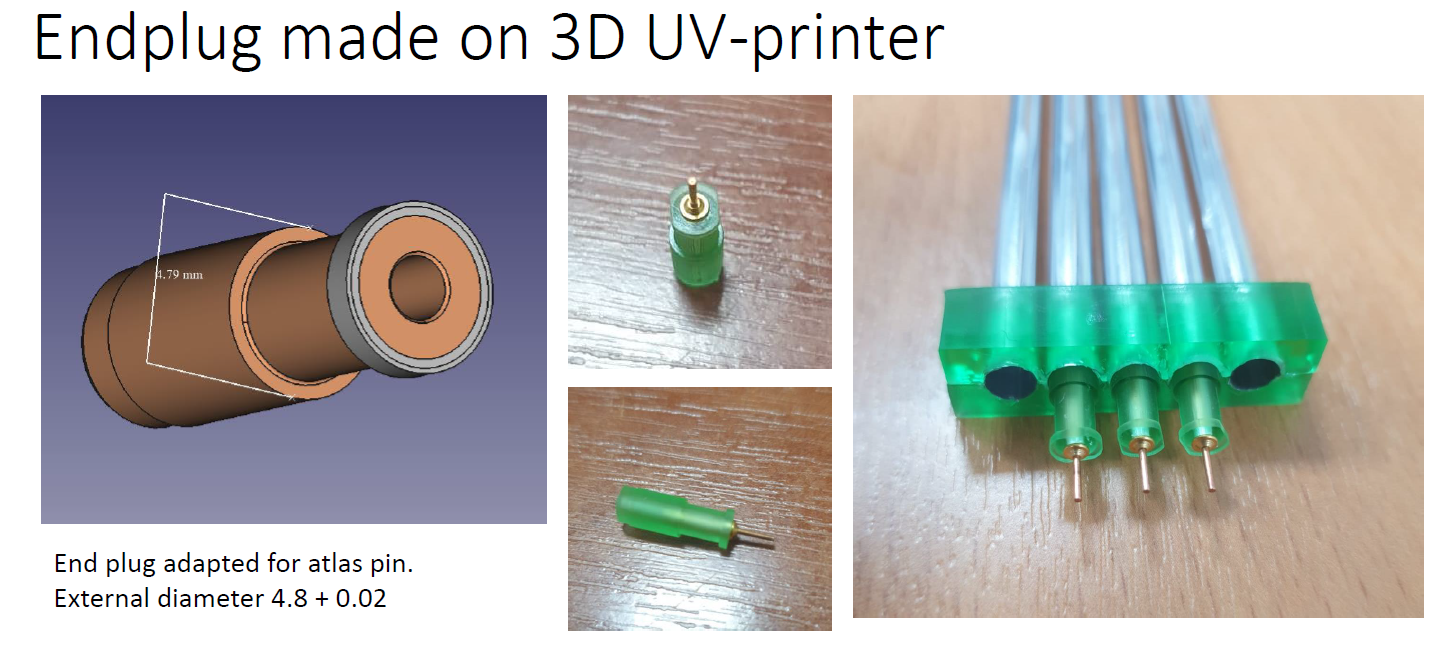 Endplug made on 3D UV-printer
4.79 mm
End plug adapted for atlas pin.
External diameter 4.8 + 0.02